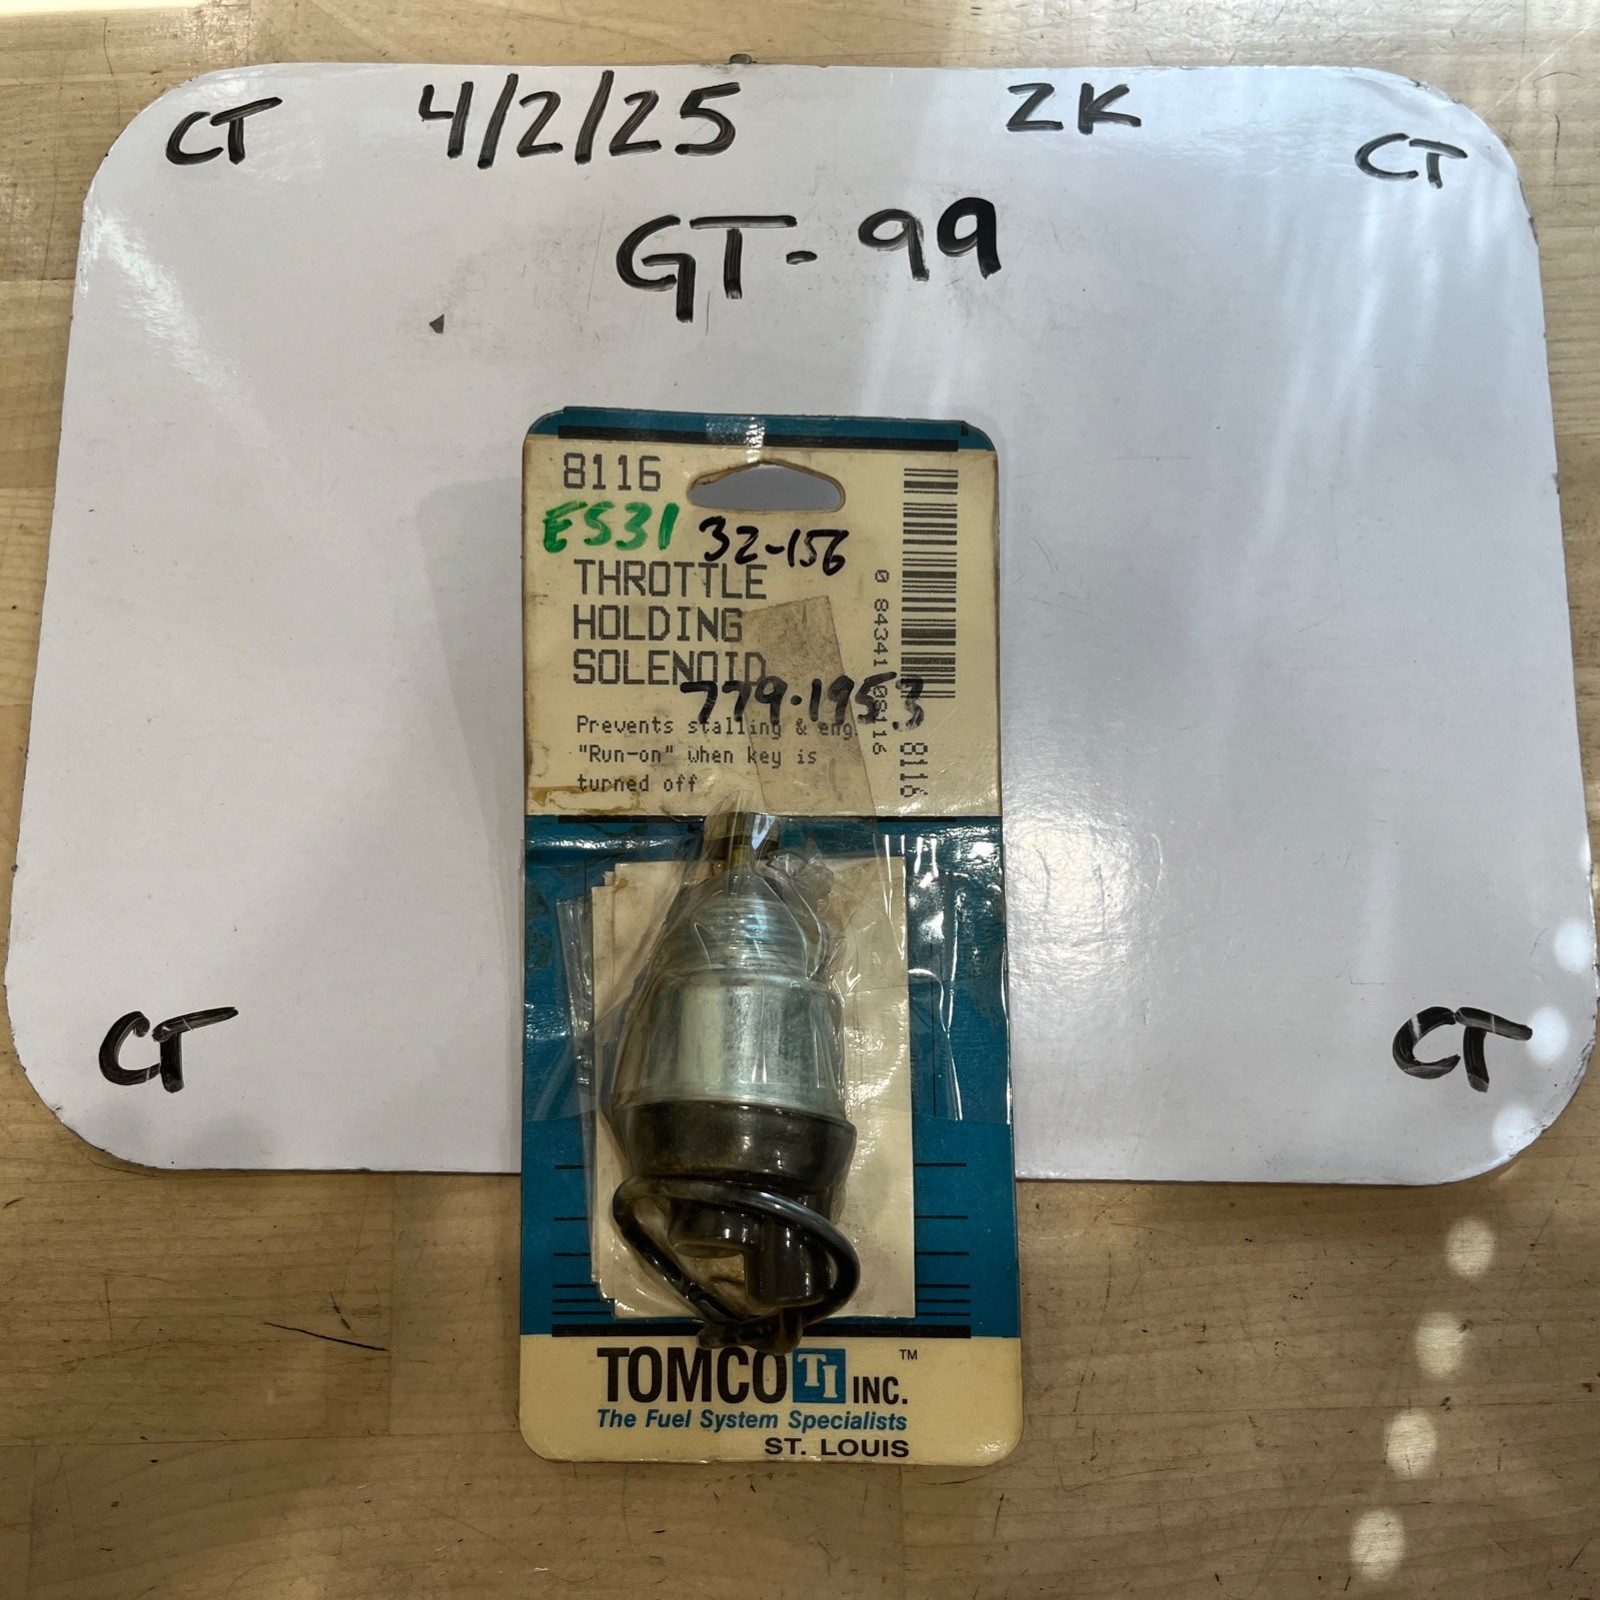 CT 4/2/25 ZK CT
GT-99
8116
ES31 32-156
THROTTLE
HOLDING
SOLENOID
779-1953
Prevents stalling & eng.
"Run-on" when key is
turned off
0 84341 08116
8116
CT CT
TOMCO TI INC. ™
The Fuel System Specialists
ST. LOUIS